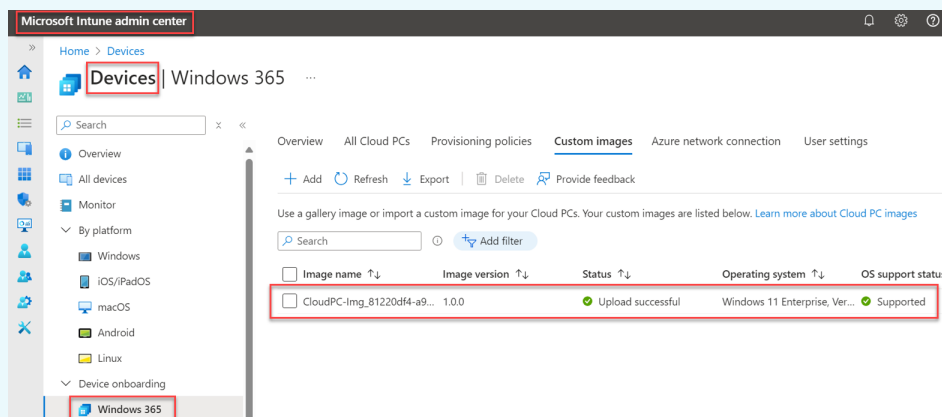 Microsoft Intune admin center
Home > Devices
Devices | Windows 365 ...
Search
Overview
All devices
Monitor
By platform
Windows
iOS/iPadOS
macOS
Android
Linux
Device onboarding
Windows 365
Overview All Cloud PCs Provisioning policies Custom images Azure network connection User settings
Add Refresh Export Delete Provide feedback
Use a gallery image or import a custom image for your Cloud PCs. Your custom images are listed below. Learn more about Cloud PC images
Search Add filter
Image name Image version Status Operating system OS support status
CloudPC-Img_81220df4-a9... 1.0.0 Upload successful Windows 11 Enterprise, Ver... Supported